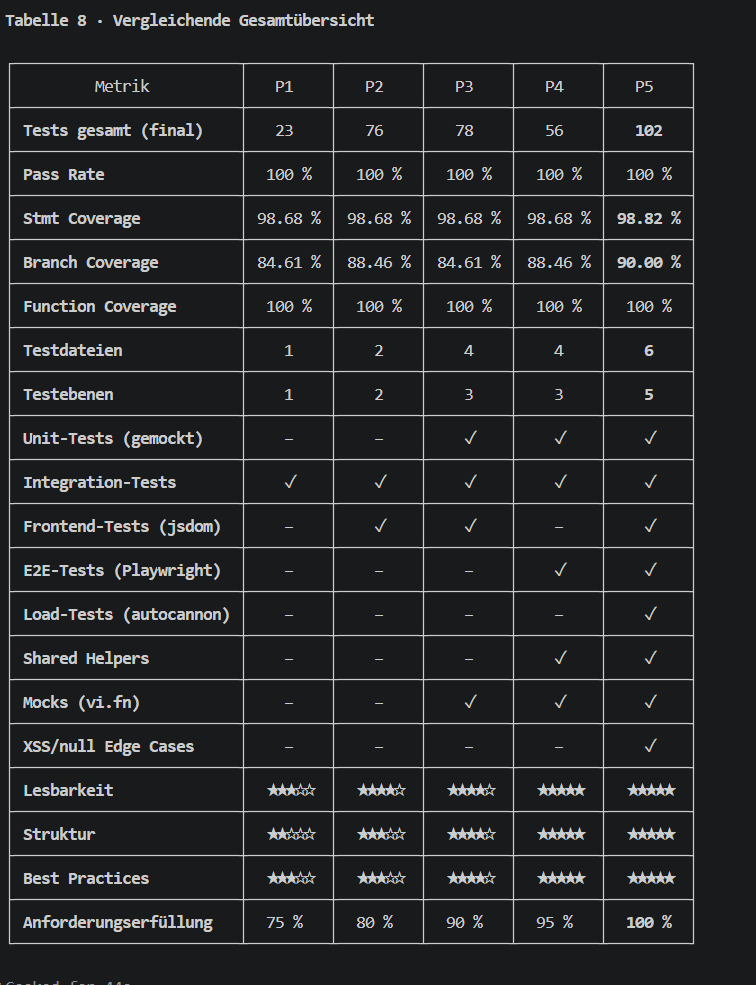 Tabelle 8 · Vergleichende Gesamtübersicht
Metrik P1 P2 P3 P4 P5
Tests gesamt (final) 23 76 78 56 102
Pass Rate 100 % 100 % 100 % 100 % 100 %
Stmt Coverage 98.68 % 98.68 % 98.68 % 98.68 % 98.82 %
Branch Coverage 84.61 % 88.46 % 84.61 % 88.46 % 90.00 %
Function Coverage 100 % 100 % 100 % 100 % 100 %
Testdateien 1 2 4 4 6
Testebenen 1 2 3 3 5
Unit-Tests (gemockt) – – ✓ ✓ ✓
Integration-Tests ✓ ✓ ✓ ✓ ✓
Frontend-Tests (jsdom) – ✓ ✓ – ✓
E2E-Tests (Playwright) – – – ✓ ✓
Load-Tests (autocannon) – – – – ✓
Shared Helpers – – – ✓ ✓
Mocks (vi.fn) – – ✓ ✓ ✓
XSS/null Edge Cases – – – – ✓
Lesbarkeit ★★★☆☆ ★★★★☆ ★★★★☆ ★★★★★ ★★★★★
Struktur ★★☆☆☆ ★★★☆☆ ★★★★☆ ★★★★★ ★★★★★
Best Practices ★★★☆☆ ★★★☆☆ ★★★★☆ ★★★★★ ★★★★★
Anforderungserfüllung 75 % 80 % 90 % 95 % 100 %